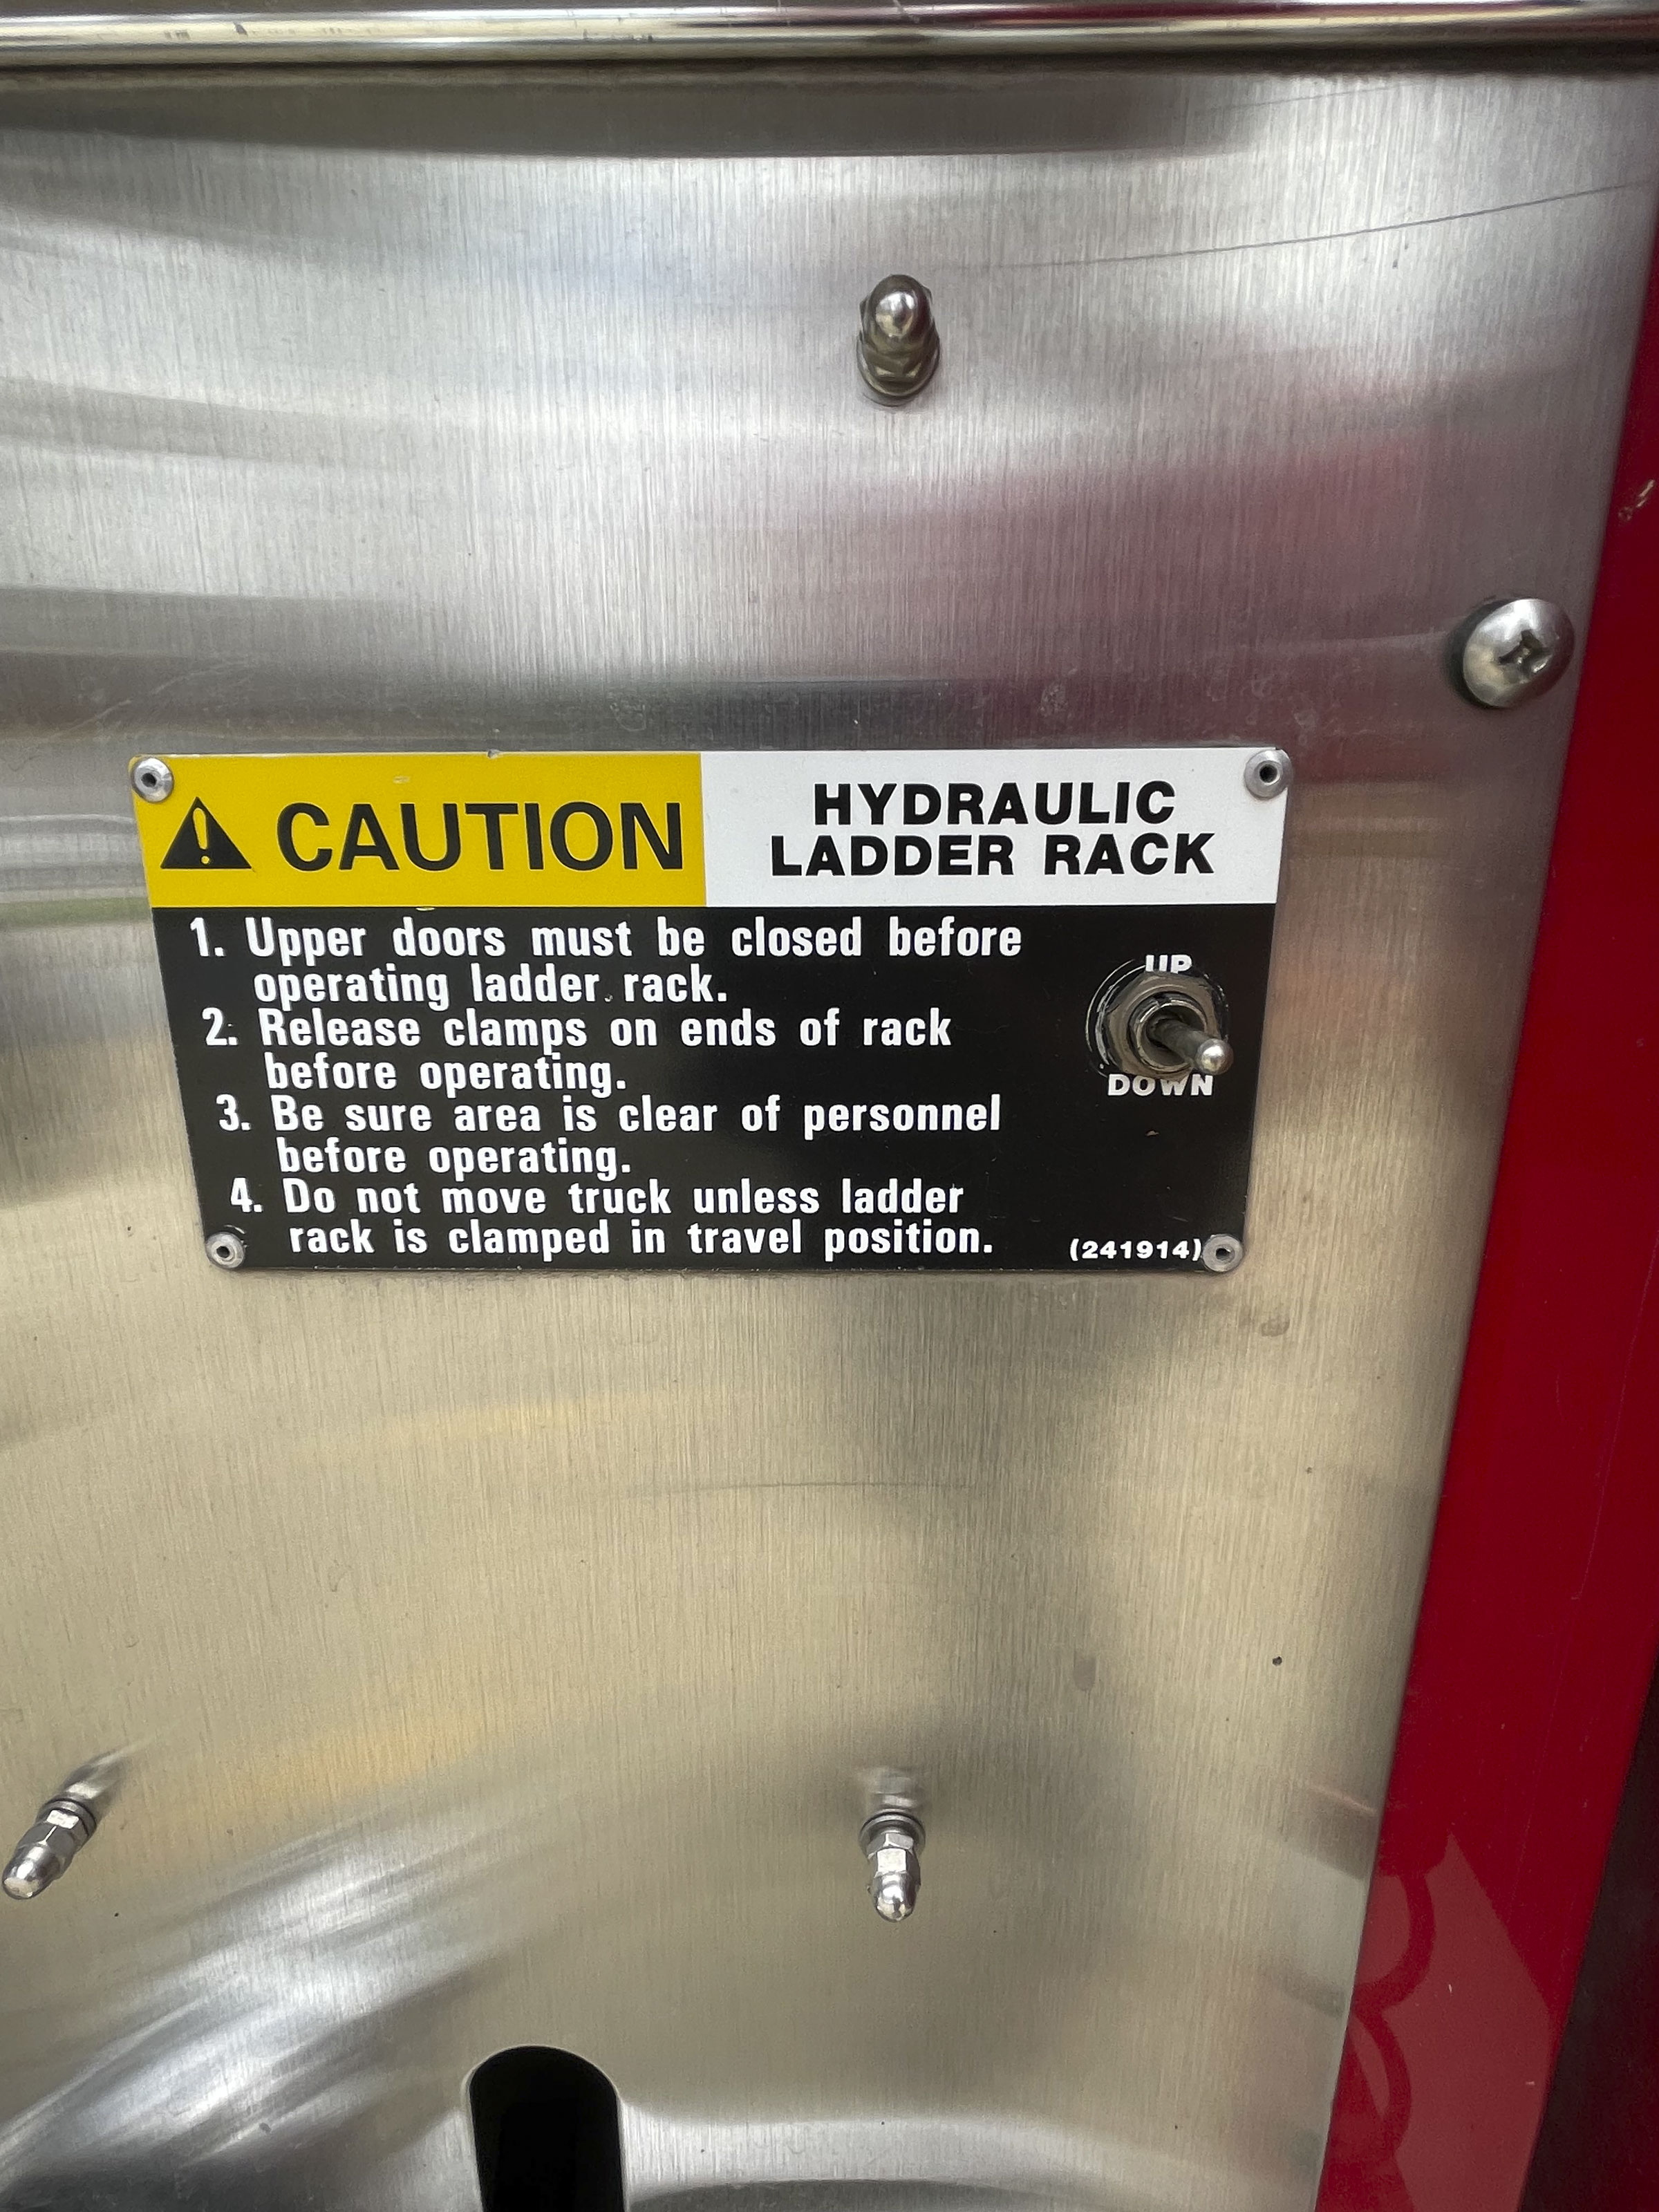 CAUTION
HYDRAULIC
LADDER RACK
1. Upper doors must be closed before
operating ladder rack.
2. Release clamps on ends of rack
before operating.
3. Be sure area is clear of personnel
before operating.
4. Do not move truck unless ladder
rack is clamped in travel position.
UP
DOWN
(241914)